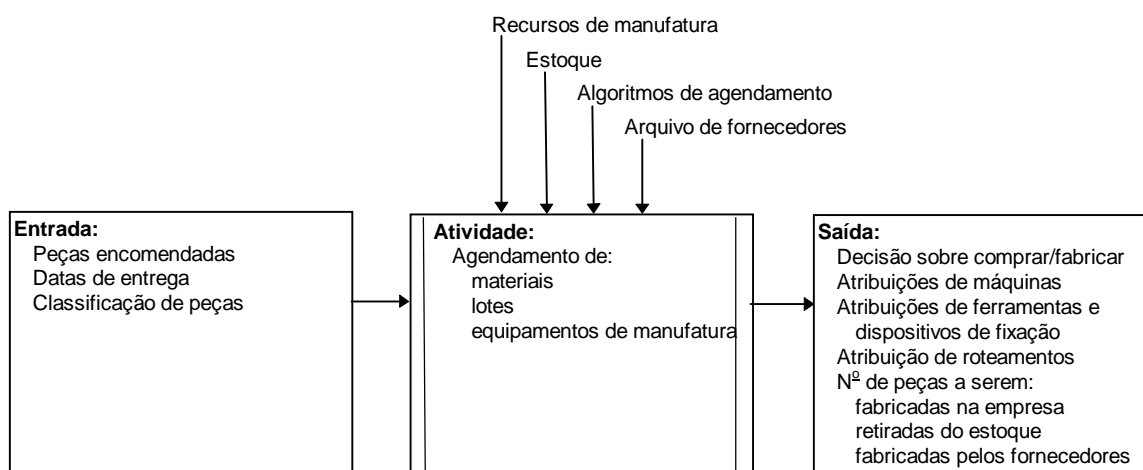 Recursos de manufatura
Estoque
Algoritmos de agendamento
Arquivo de fornecedores
Entrada:
Peças encomendadas
Datas de entrega
Classificação de peças
Atividade:
Agendamento de:
materiais
lotes
equipamentos de manufatura
Saída:
Decisão sobre comprar/fabricar
Atribuições de máquinas
Atribuições de ferramentas e
dispositivos de fixação
Atribuição de roteamentos
Nº de peças a serem:
fabricadas na empresa
retiradas do estoque
fabricadas pelos fornecedores